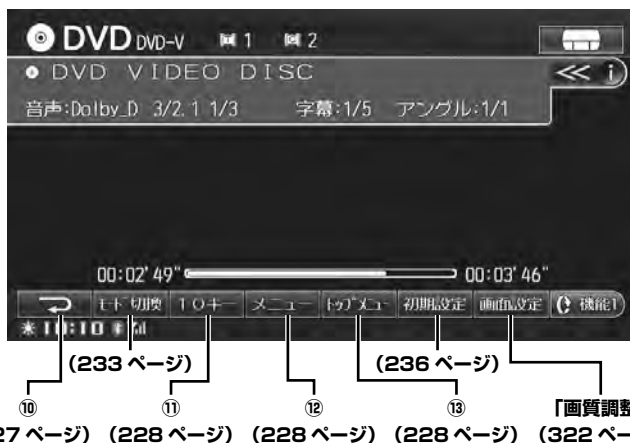 DVD DVD-V T 1 C 2
DVD VIDEO DISC
≪ i
音声:Dolby_D 3/2.1 1/3 字幕:1/5 アングル:1/1
00:02'49" 00:03'46"
モード切換 10キー メニュー トップメニュー 初期設定 画面設定 機能1
10:10
(233 ページ) (236 ページ)
⑩ ⑪ ⑫ ⑬ 「画質調整
27 ページ) (228 ページ) (228 ページ) (228 ページ) (322 ペー